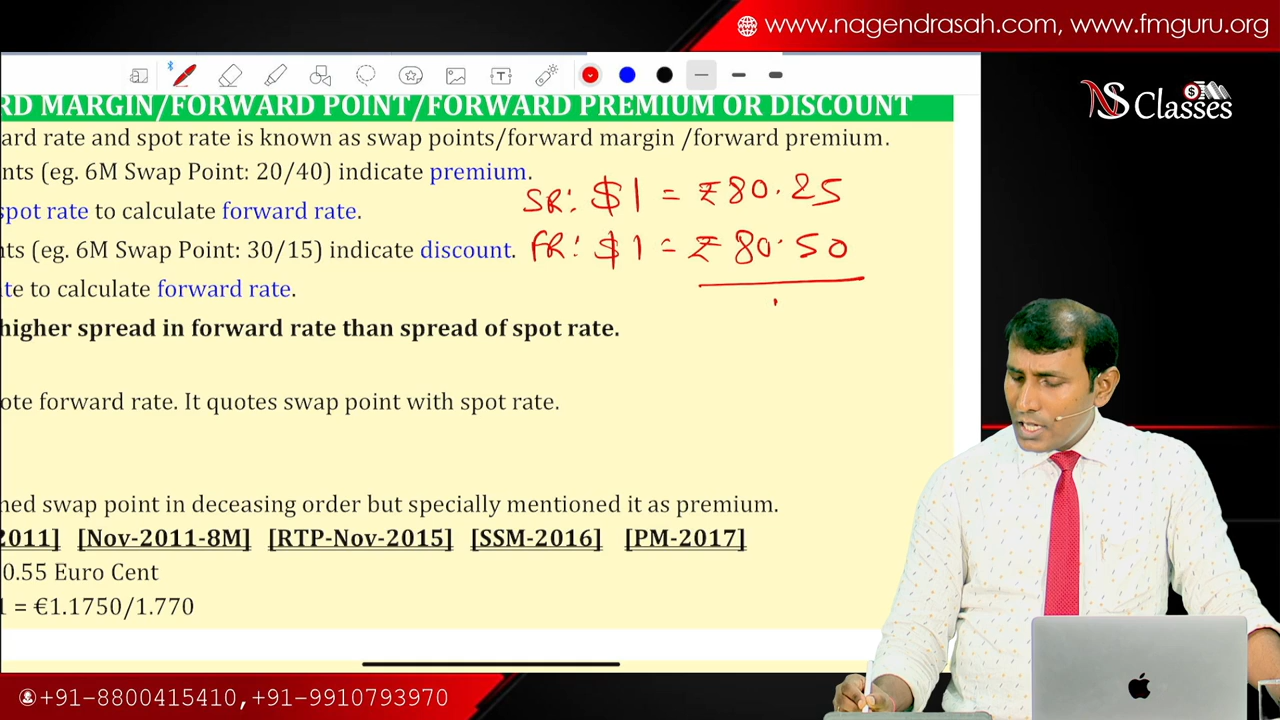 www.nagendrasah.com, www.fmguru.org
RD MARGIN/FORWARD POINT/FORWARD PREMIUM OR DISCOUNT
NS Classes
ard rate and spot rate is known as swap points/forward margin /forward premium.
nts (eg. 6M Swap Point: 20/40) indicate premium.
SR: $1 = ₹80.25
spot rate to calculate forward rate.
nts (eg. 6M Swap Point: 30/15) indicate discount.
FR: $1 = ₹80.50
te to calculate forward rate.
higher spread in forward rate than spread of spot rate.
ote forward rate. It quotes swap point with spot rate.
ned swap point in deceasing order but specially mentioned it as premium.
2011] [Nov-2011-8M] [RTP-Nov-2015] [SSM-2016] [PM-2017]
0.55 Euro Cent
1 = €1.1750/1.770
+91-8800415410,+91-9910793970